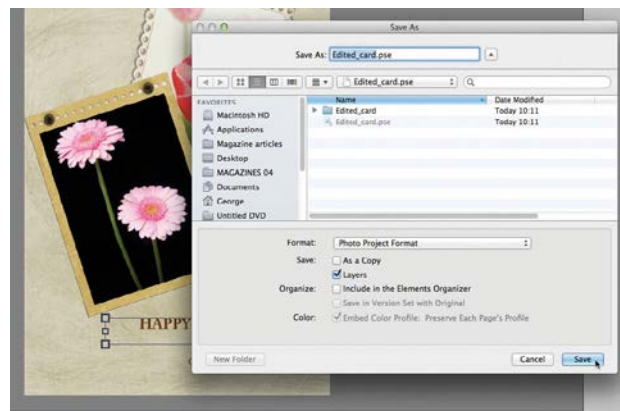 Save As
Save As: Edited_card.pse
Edited_card.pse
FAVORITES
Name Date Modified
Macintosh HD
Edited_card Today 10:11
Applications
Edited_card.pse Today 10:11
Magazine articles
Desktop
MAGAZINES 04
Documents
George
Untitled DVD
Format: Photo Project Format
Save: As a Copy
Layers
Organize: Include in the Elements Organizer
Save in Version Set with Original
Color: Embed Color Profile: Preserve Each Page's Profile
HAPPY
New Folder Cancel Save